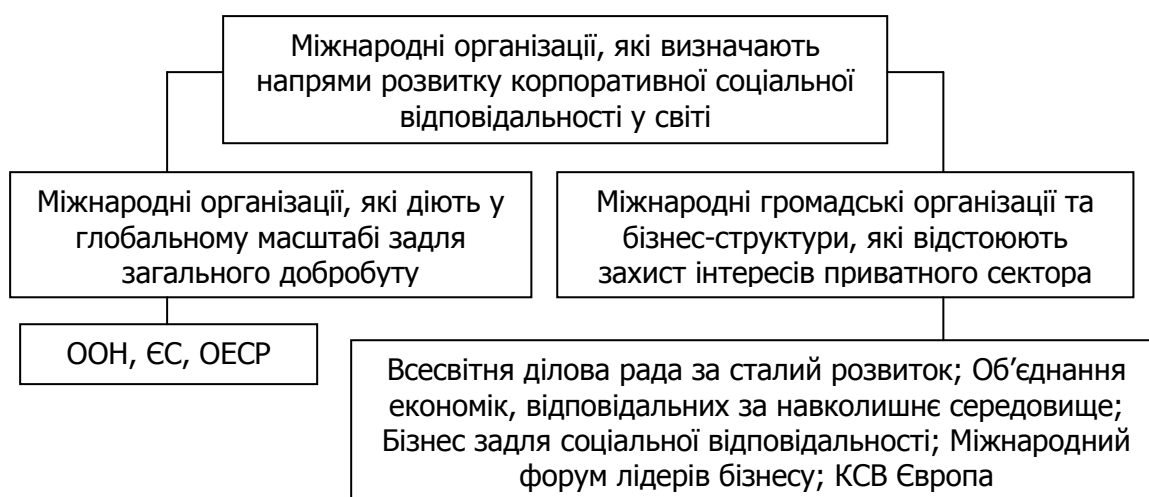 Міжнародні організації, які визначають
напрями розвитку корпоративної соціальної
відповідальності у світі
Міжнародні організації, які діють у
глобальному масштабі задля
загального добробуту
Міжнародні громадські організації та
бізнес-структури, які відстоюють
захист інтересів приватного сектора
ООН, ЄС, ОЕСР
Всесвітня ділова рада за сталий розвиток; Об’єднання
економік, відповідальних за навколишнє середовище;
Бізнес задля соціальної відповідальності; Міжнародний
форум лідерів бізнесу; КСВ Європа